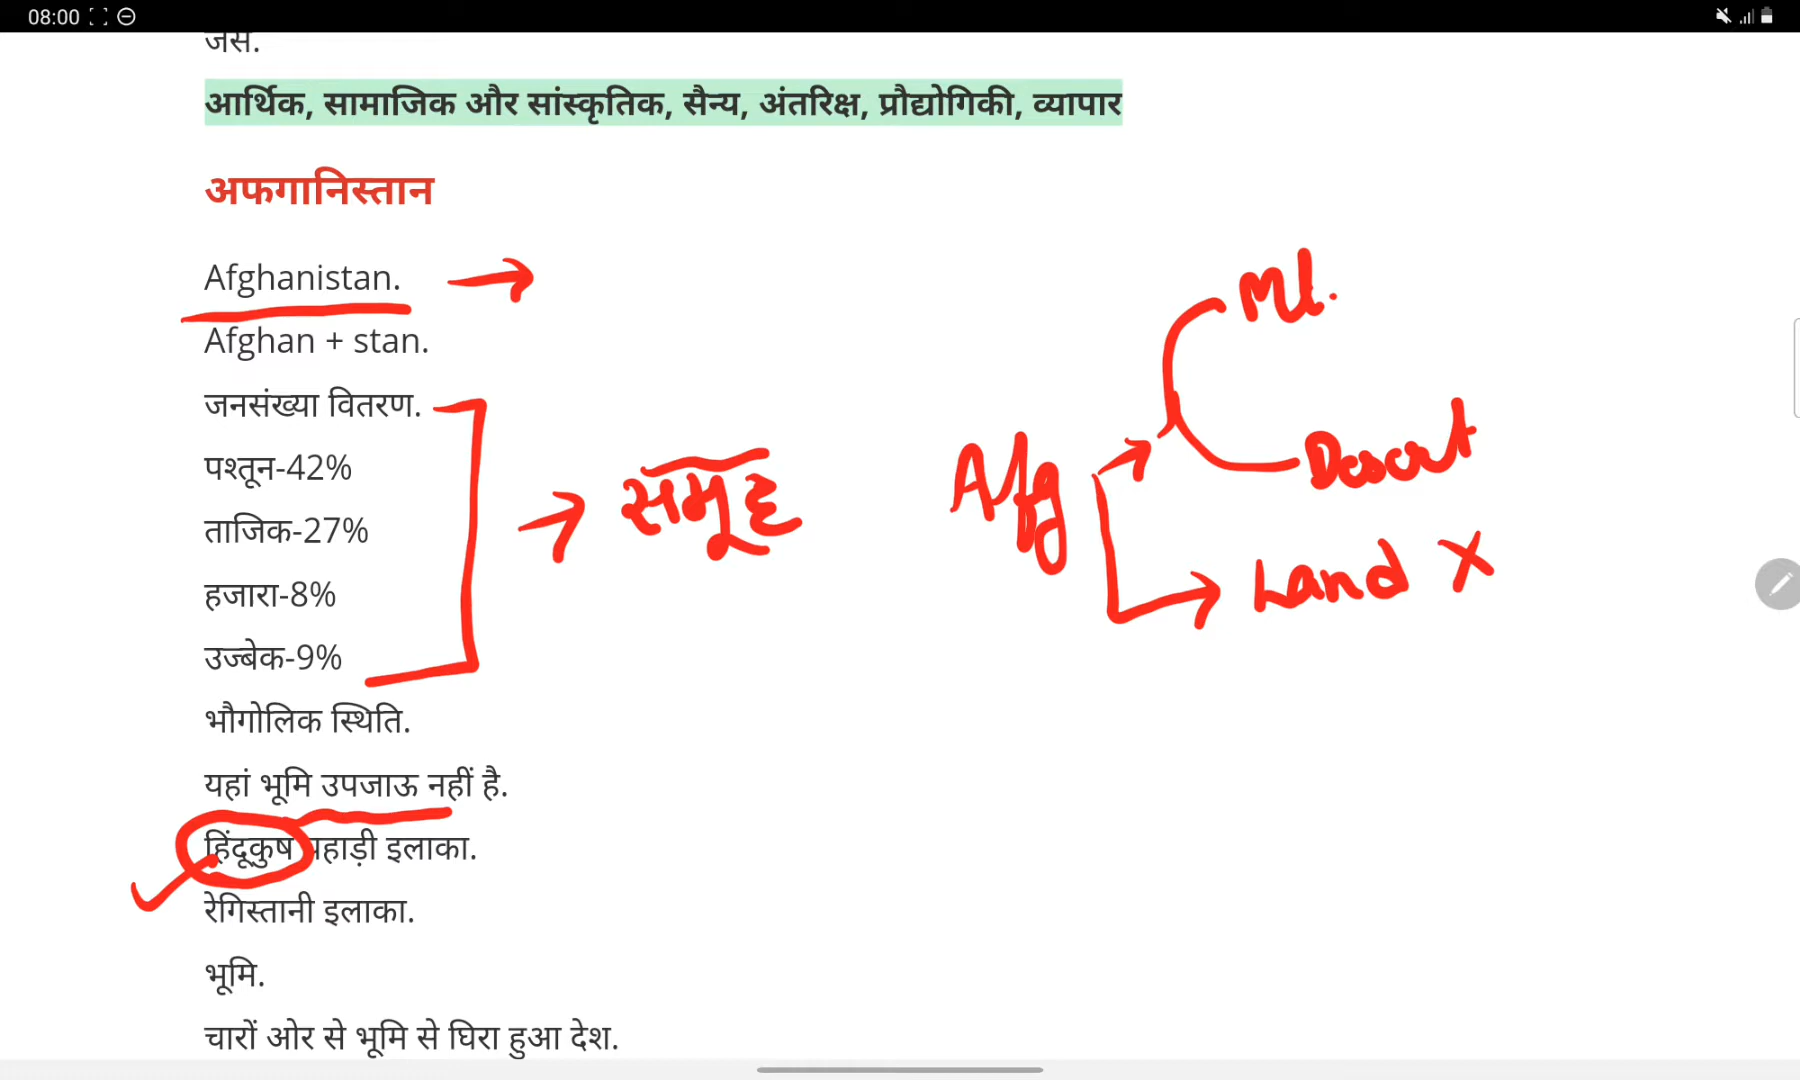 08:00
जैसे.
आर्थिक, सामाजिक और सांस्कृतिक, सैन्य, अंतरिक्ष, प्रौद्योगिकी, व्यापार
अफगानिस्तान
Afghanistan.
Afghan + stan.
जनसंख्या वितरण.
पश्तून-42%
ताजिक-27%
हजारा-8%
उज्बेक-9%
भौगोलिक स्थिति.
यहां भूमि उपजाऊ नहीं है.
हिंदूकुष पहाड़ी इलाका.
रेगिस्तानी इलाका.
भूमि.
चारों ओर से भूमि से घिरा हुआ देश.
समूह
Afg
Mt.
Desert
Land X